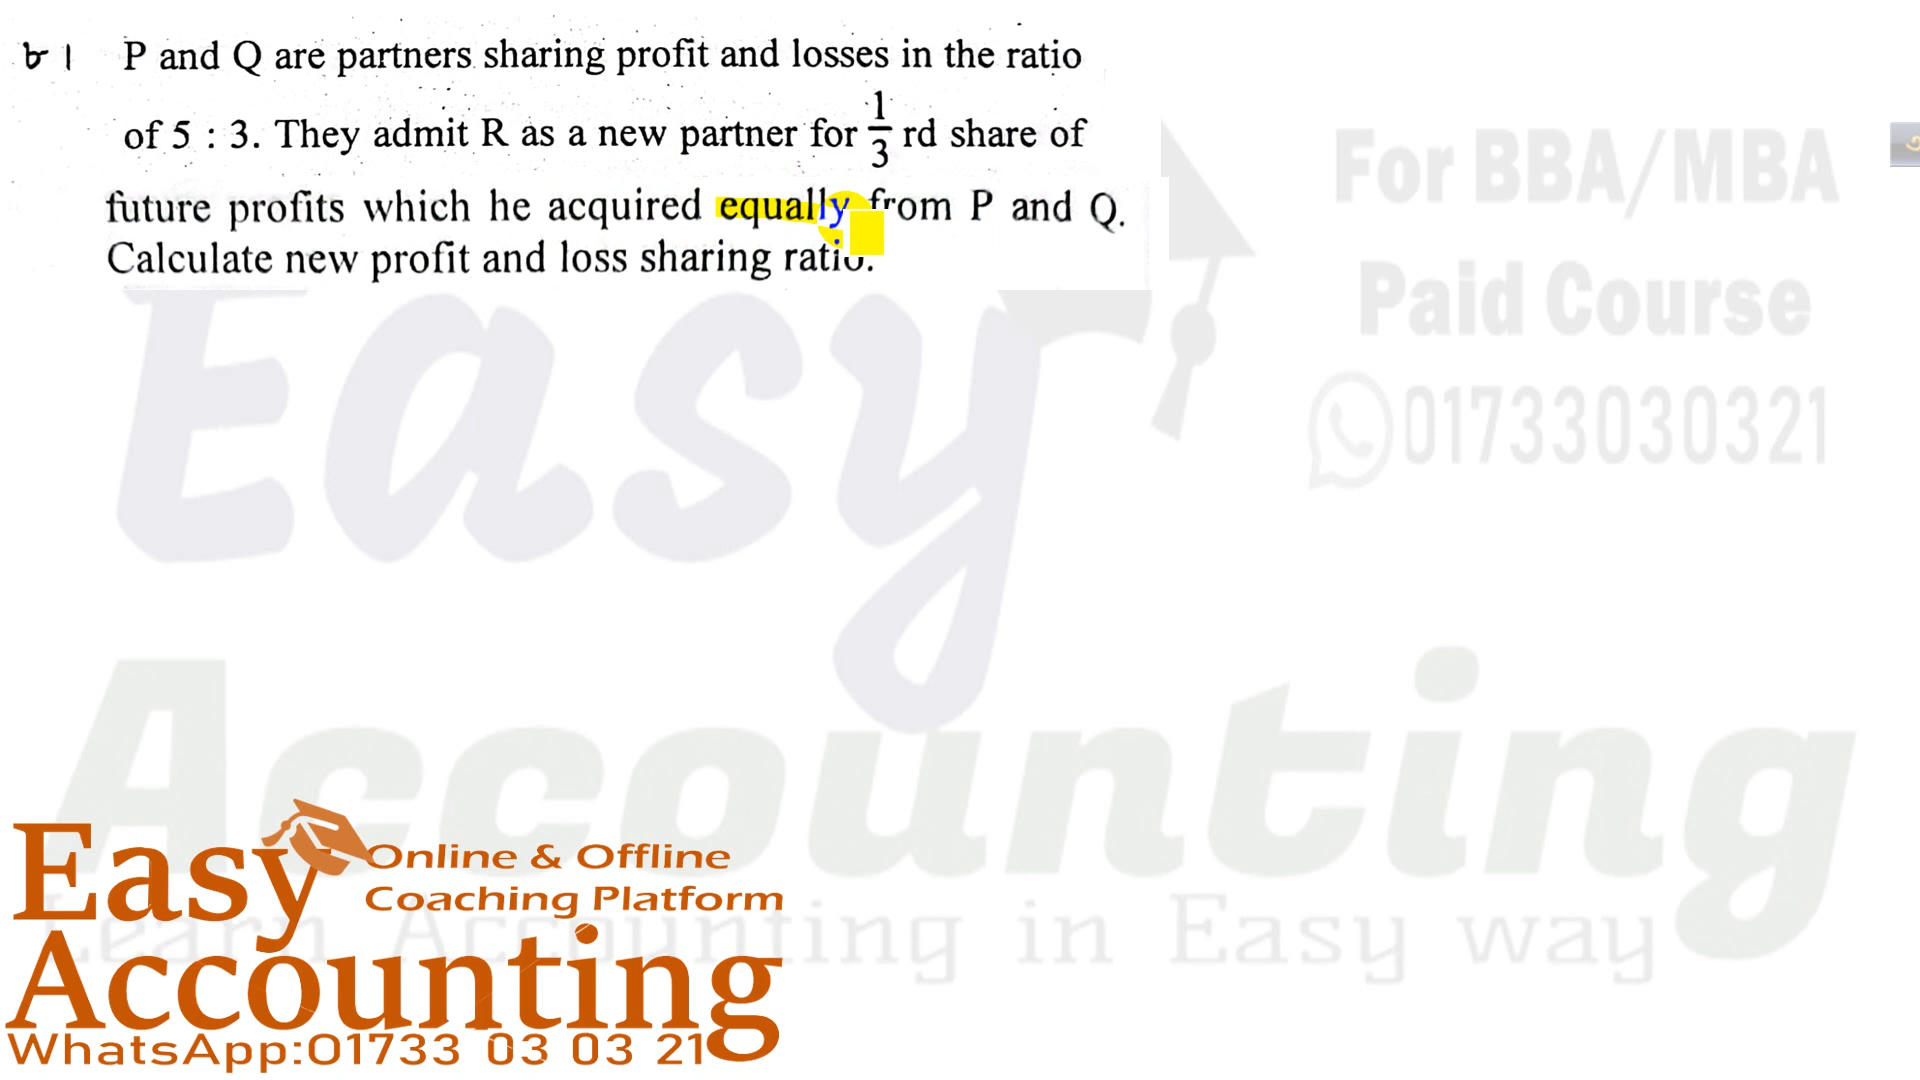 ৮। P and Q are partners sharing profit and losses in the ratio
of 5 : 3. They admit R as a new partner for 1/3 rd share of
future profits which he acquired equally from P and Q.
Calculate new profit and loss sharing ratio.
For BBA/MBA
Paid Course
01733030321
Easy
Accounting
Learn Accounting in Easy way
Easy
Online & Offline
Coaching Platform
Accounting
WhatsApp:01733 03 03 21